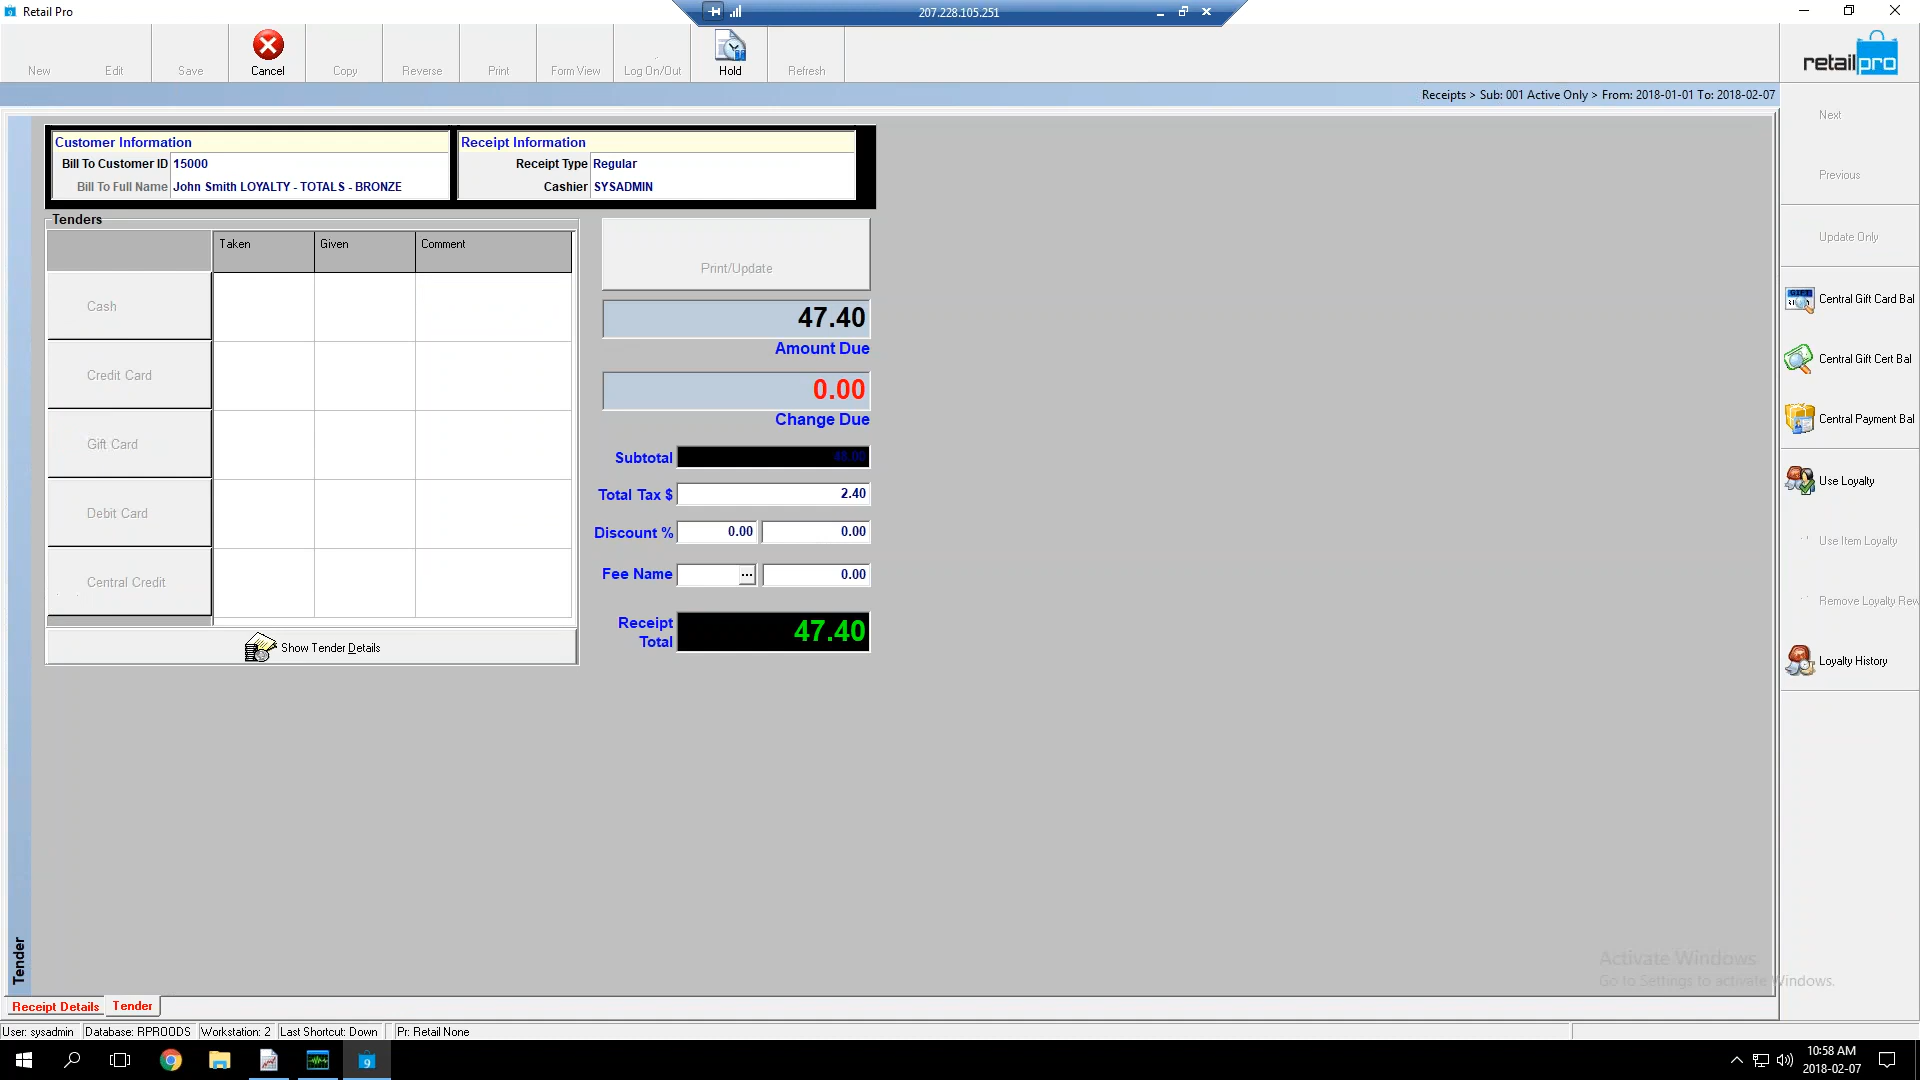 Retail Pro
207.228.105.251
New
Edit
Save
Cancel
Copy
Reverse
Print
Form View
Log On/Out
Hold
Refresh
retailpro
Receipts > Sub: 001 Active Only > From: 2018-01-01 To: 2018-02-07
Customer Information
Bill To Customer ID 15000
Bill To Full Name John Smith LOYALTY - TOTALS - BRONZE
Receipt Information
Receipt Type Regular
Cashier SYSADMIN
Tenders
Taken
Given
Comment
Cash
Credit Card
Gift Card
Debit Card
Central Credit
Show Tender Details
Print/Update
47.40
Amount Due
0.00
Change Due
Subtotal
Total Tax $ 2.40
Discount % 0.00 0.00
Fee Name ... 0.00
Receipt
Total
47.40
Next
Previous
Update Only
Central Gift Card Bal
Central Gift Cert Bal
Central Payment Bal
Use Loyalty
Use Item Loyalty
Remove Loyalty Rew
Loyalty History
Activate Windows
Go to Settings to activate Windows.
Tender
Receipt Details
Tender
User: sysadmin
Database: RPROODS
Workstation: 2
Last Shortcut: Down
Pr: Retail None
9
10:58 AM
2018-02-07